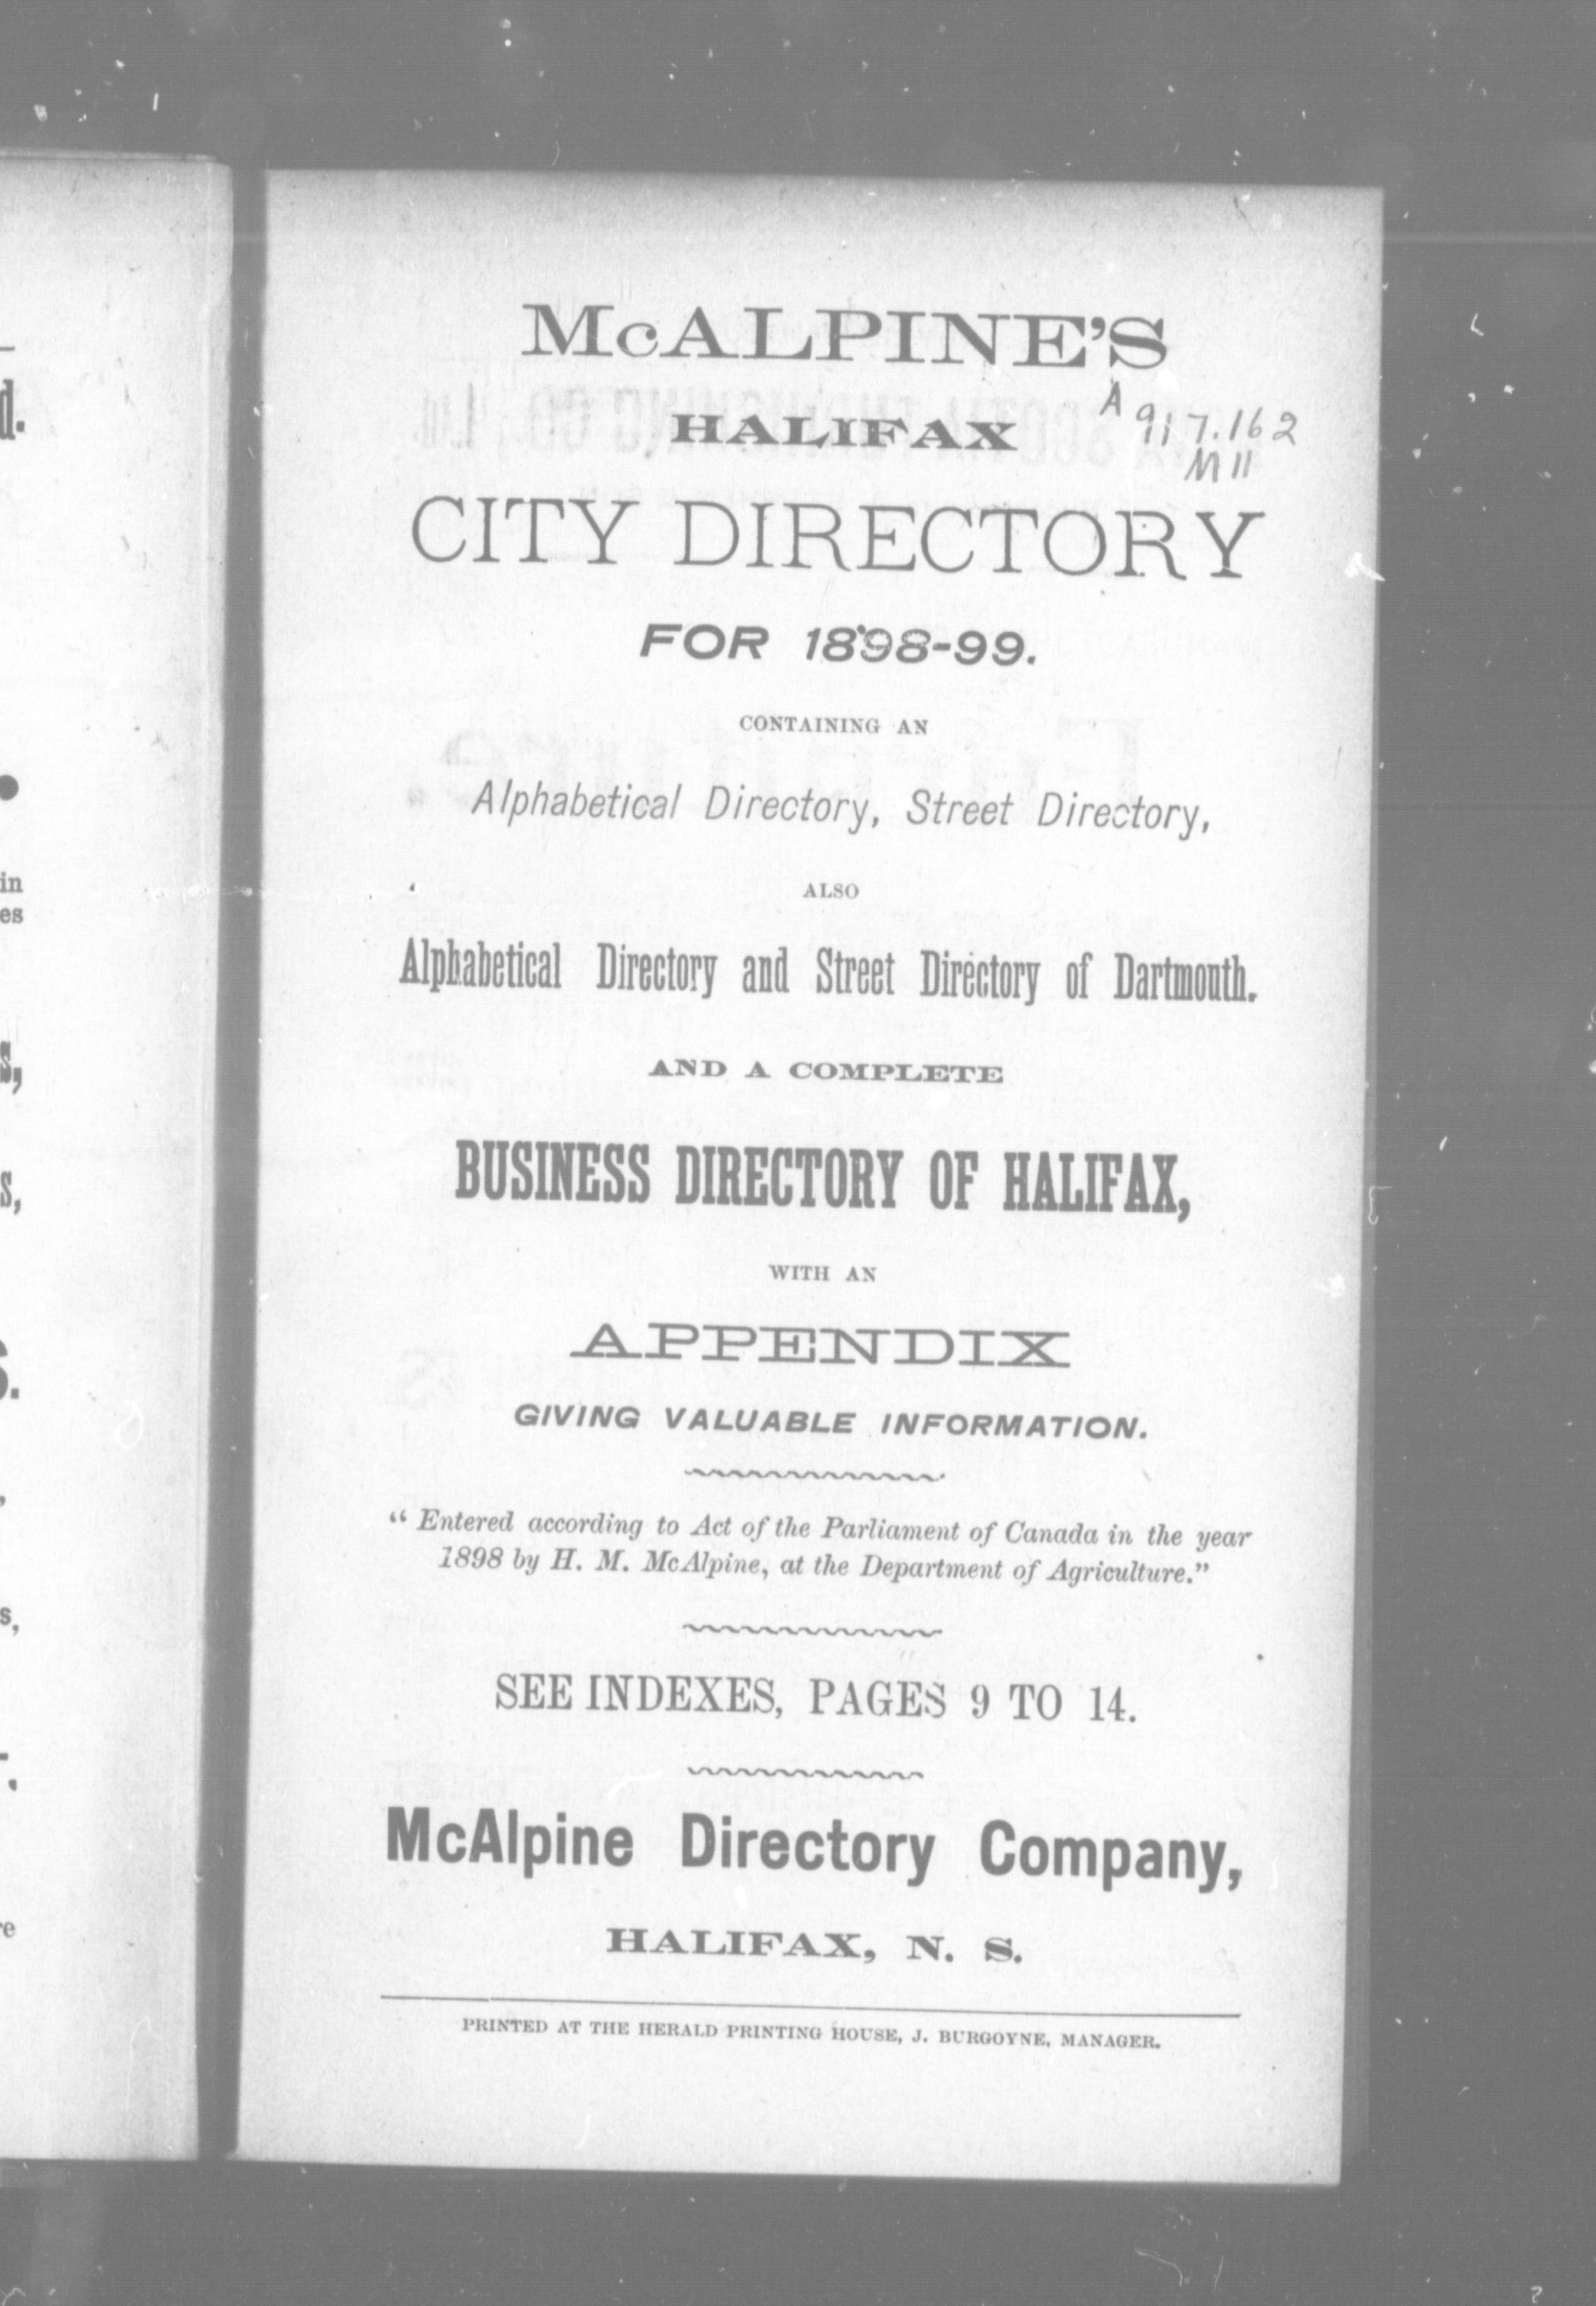 McALPINE'S
HALIFAX
A 917.162
M11
CITY DIRECTORY
FOR 1898-99.
CONTAINING AN
Alphabetical Directory, Street Directory,
ALSO
Alphabetical Directory and Street Directory of Dartmouth.
AND A COMPLETE
BUSINESS DIRECTORY OF HALIFAX,
WITH AN
APPENDIX
GIVING VALUABLE INFORMATION.
"Entered according to Act of the Parliament of Canada in the year
1898 by H. M. McAlpine, at the Department of Agriculture."
SEE INDEXES, PAGES 9 TO 14.
McAlpine Directory Company,
HALIFAX, N. S.
PRINTED AT THE HERALD PRINTING HOUSE, J. BURGOYNE, MANAGER.